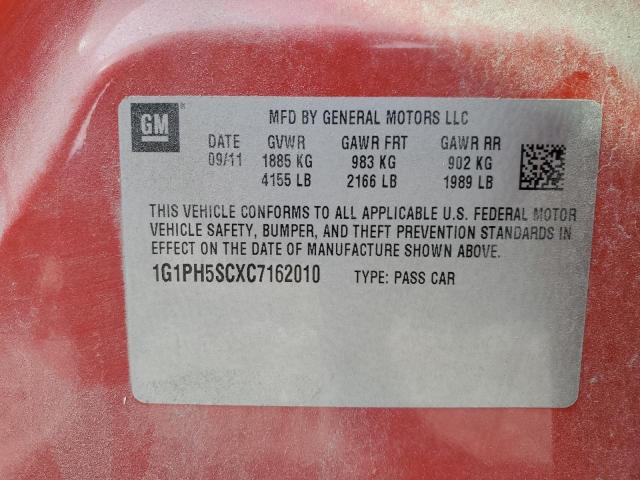 GM
®
MFD BY GENERAL MOTORS LLC
DATE GVWR GAWR FRT GAWR RR
09/11 1885 KG 983 KG 902 KG
4155 LB 2166 LB 1989 LB
THIS VEHICLE CONFORMS TO ALL APPLICABLE U.S. FEDERAL MOTOR
VEHICLE SAFETY, BUMPER, AND THEFT PREVENTION STANDARDS IN
EFFECT ON THE DATE OF MANUFACTURE SHOWN ABOVE.
1G1PH5SCXC7162010 TYPE: PASS CAR